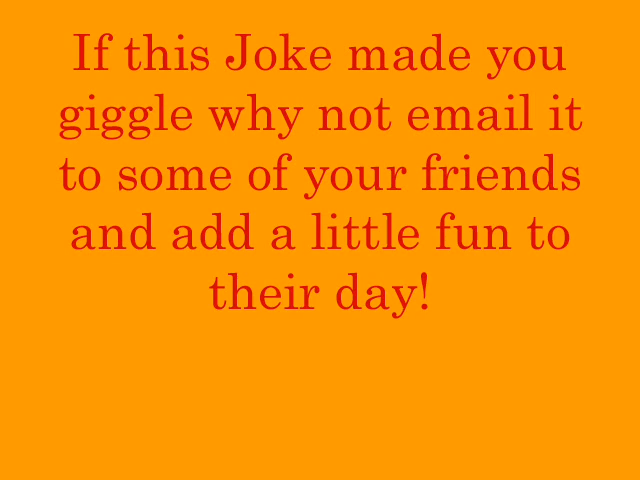 If this Joke made you
giggle why not email it
to some of your friends
and add a little fun to
their day!